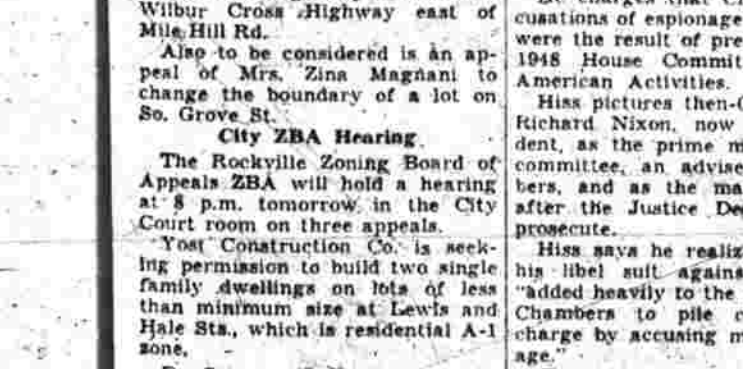 Wilbur Cross Highway east of
Mile Hill Rd.
Also to be considered is an ap-
peal of Mrs. Zina Magnani to
change the boundary of a lot on
So. Grove St.
City ZBA Hearing
The Rockville Zoning Board of
Appeals ZBA will hold a hearing
at 8 p.m. tomorrow in the City
Court room on three appeals.
Yost Construction Co. is seek-
ing permission to build two single
family dwellings on lots of less
than minimum size at Lewis and
Hale Sts., which is residential A-1
zone.
cusations of espionage
were the result of pre
1948 House Commit
American Activities.
Hiss pictures then-
Richard Nixon, now
dent, as the prime m
committee, an advise
bers, and as the ma
after the Justice De
prosecute.
Hiss says he realiz
his libel suit agains
"added heavily to the
Chambers to pile c
charge by accusing m
age."